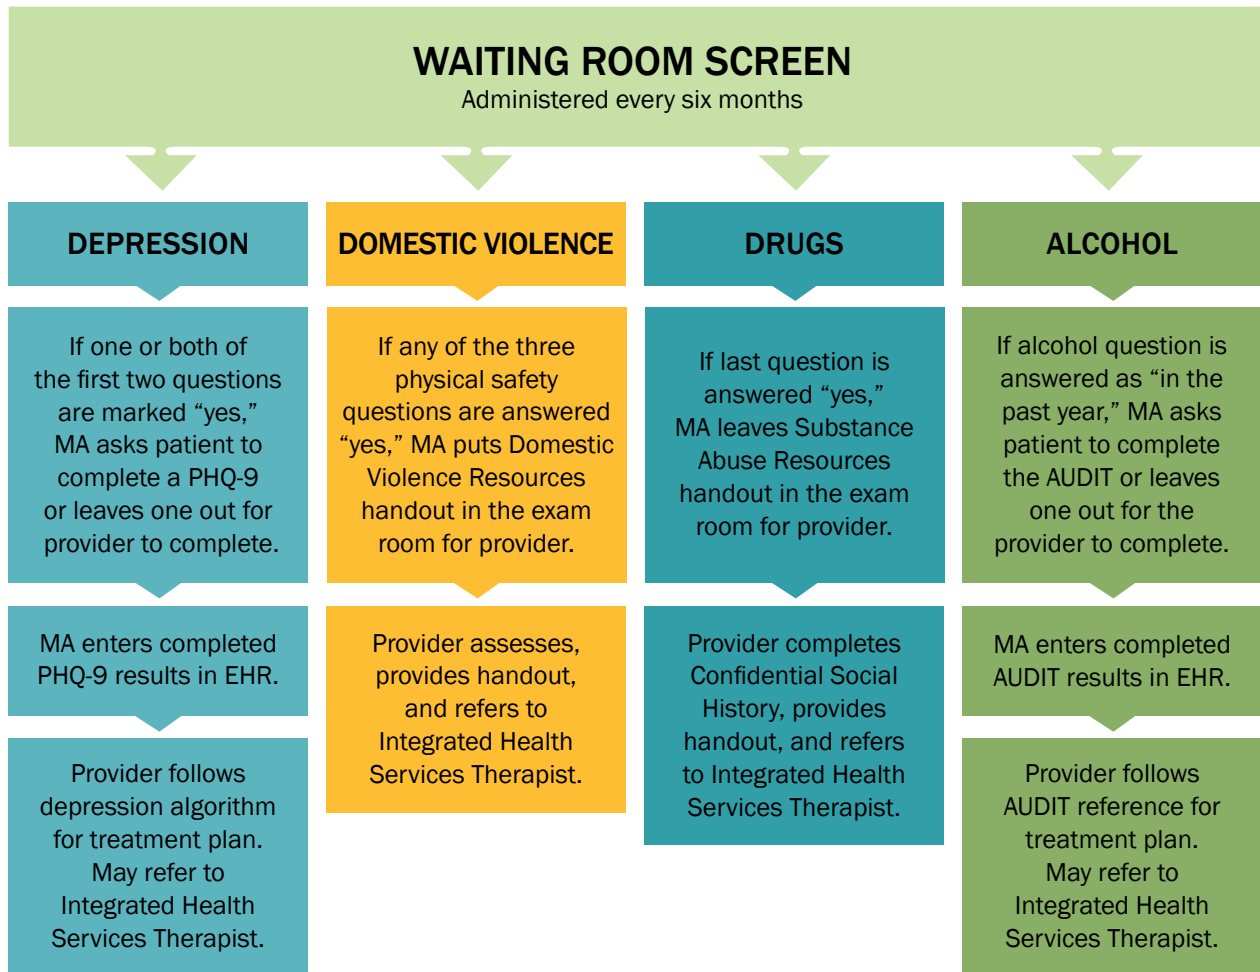 WAITING ROOM SCREEN
Administered every six months
DEPRESSION
If one or both of
the first two questions
are marked “yes,”
MA asks patient to
complete a PHQ-9
or leaves one out for
provider to complete.
MA enters completed
PHQ-9 results in EHR.
Provider follows
depression algorithm
for treatment plan.
May refer to
Integrated Health
Services Therapist.
DOMESTIC VIOLENCE
If any of the three
physical safety
questions are answered
“yes,” MA puts Domestic
Violence Resources
handout in the exam
room for provider.
Provider assesses,
provides handout,
and refers to
Integrated Health
Services Therapist.
DRUGS
If last question is
answered “yes,”
MA leaves Substance
Abuse Resources
handout in the exam
room for provider.
Provider completes
Confidential Social
History, provides
handout, and refers
to Integrated Health
Services Therapist.
ALCOHOL
If alcohol question is
answered as “in the
past year,” MA asks
patient to complete
the AUDIT or leaves
one out for the
provider to complete.
MA enters completed
AUDIT results in EHR.
Provider follows
AUDIT reference for
treatment plan.
May refer to
Integrated Health
Services Therapist.